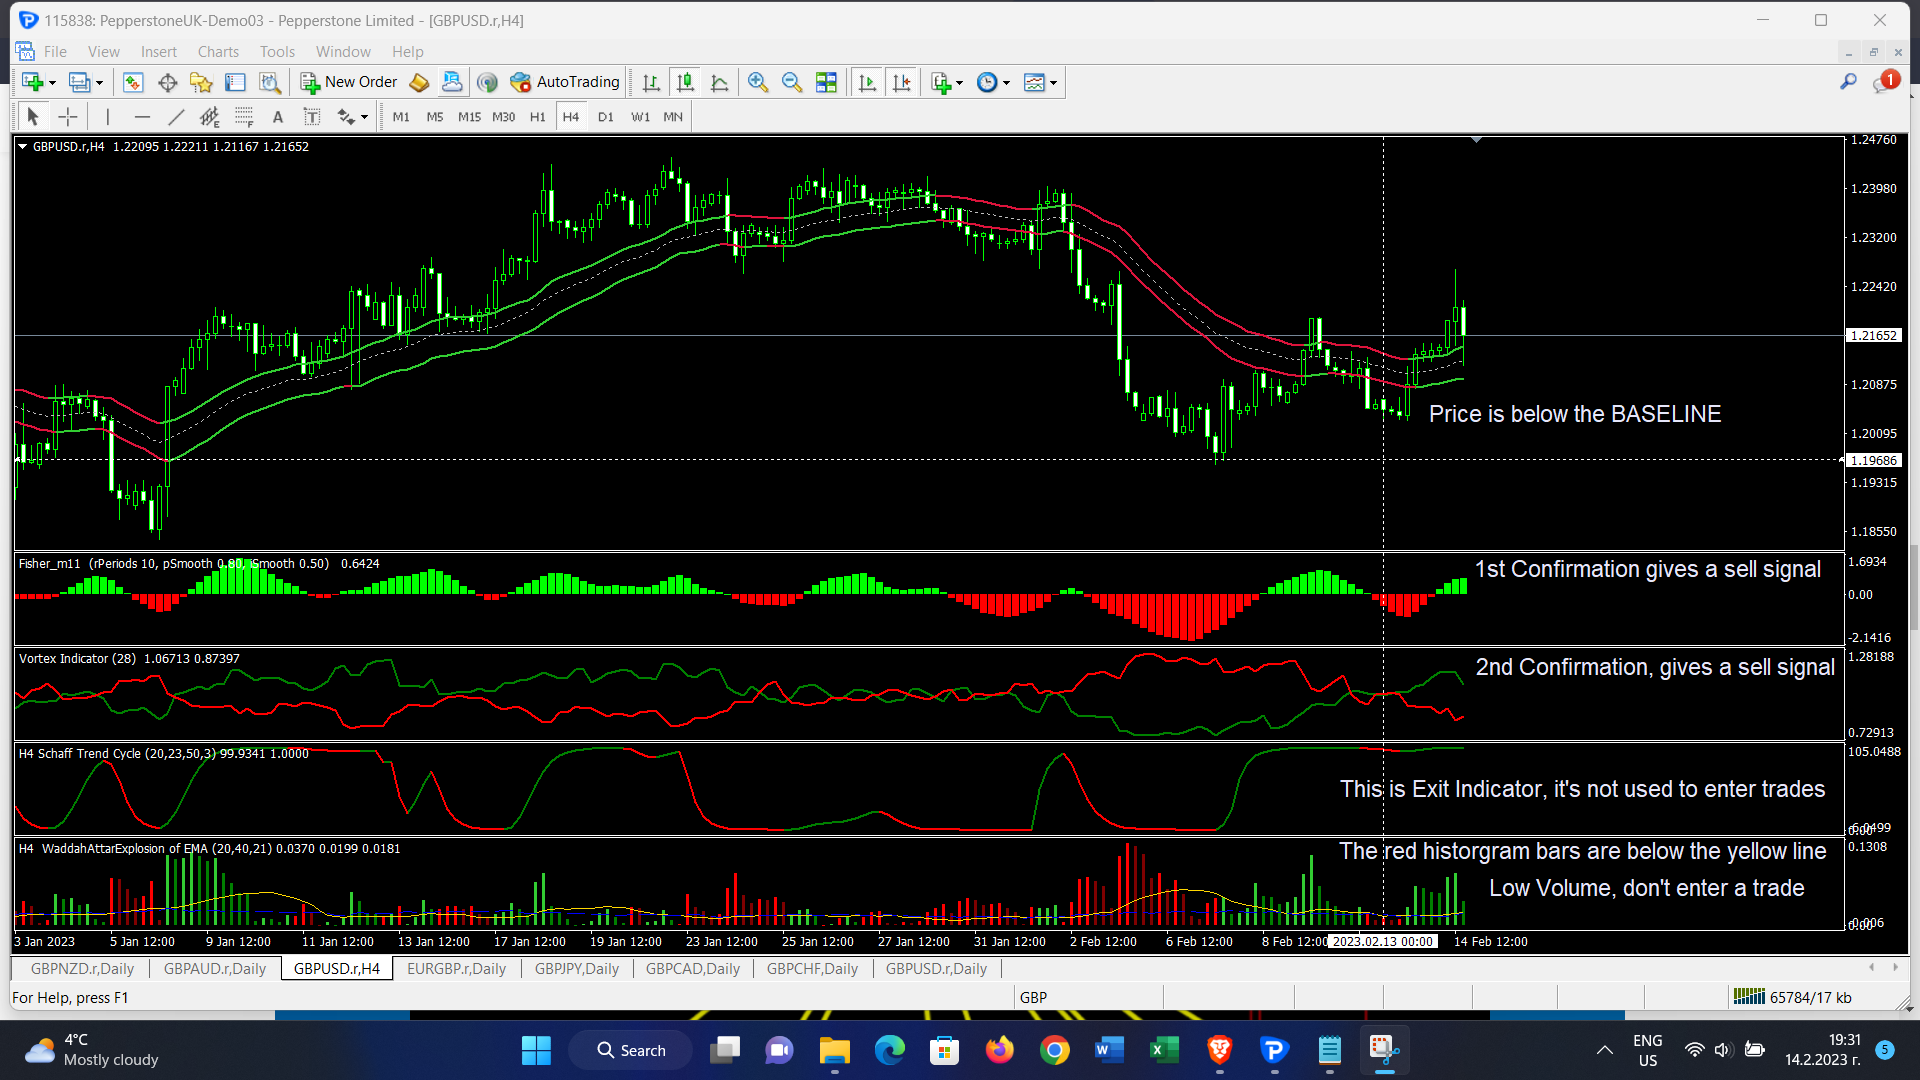 115838: PepperstoneUK-Demo03 - Pepperstone Limited - [GBPUSD.r,H4]
File View Insert Charts Tools Window Help
New Order AutoTrading 1
A T M1 M5 M15 M30 H1 H4 D1 W1 MN
GBPUSD.r,H4 1.22095 1.22211 1.21167 1.21652
1.24760
1.23980
1.23200
1.22420
1.21652
1.20875
Price is below the BASELINE
1.20095
1.19686
1.19315
1.18550
Fisher_m11 (rPeriods 10, pSmooth 0.80, iSmooth 0.50) 0.6424
1st Confirmation gives a sell signal
1.6934
0.00
-2.1416
Vortex Indicator (28) 1.06713 0.87397
2nd Confirmation, gives a sell signal
1.28188
0.72913
H4 Schaff Trend Cycle (20,23,50,3) 99.9341 1.0000
105.0488
This is Exit Indicator, it's not used to enter trades
H4 WaddahAttarExplosion of EMA (20,40,21) 0.0370 0.0199 0.0181
The red historgram bars are below the yellow line
0.1308
Low Volume, don't enter a trade
3 Jan 2023 5 Jan 12:00 9 Jan 12:00 11 Jan 12:00 13 Jan 12:00 17 Jan 12:00 19 Jan 12:00 23 Jan 12:00 25 Jan 12:00 27 Jan 12:00 31 Jan 12:00 2 Feb 12:00 6 Feb 12:00 8 Feb 12:00 2023.02.13 00:00 14 Feb 12:00
GBPNZD.r,Daily GBPAUD.r,Daily GBPUSD.r,H4 EURGBP.r,Daily GBPJPY,Daily GBPCAD,Daily GBPCHF,Daily GBPUSD.r,Daily
For Help, press F1 GBP 65784/17 kb
4°C
Mostly cloudy
Search
ENG
US
19:31
14.2.2023 г.
5